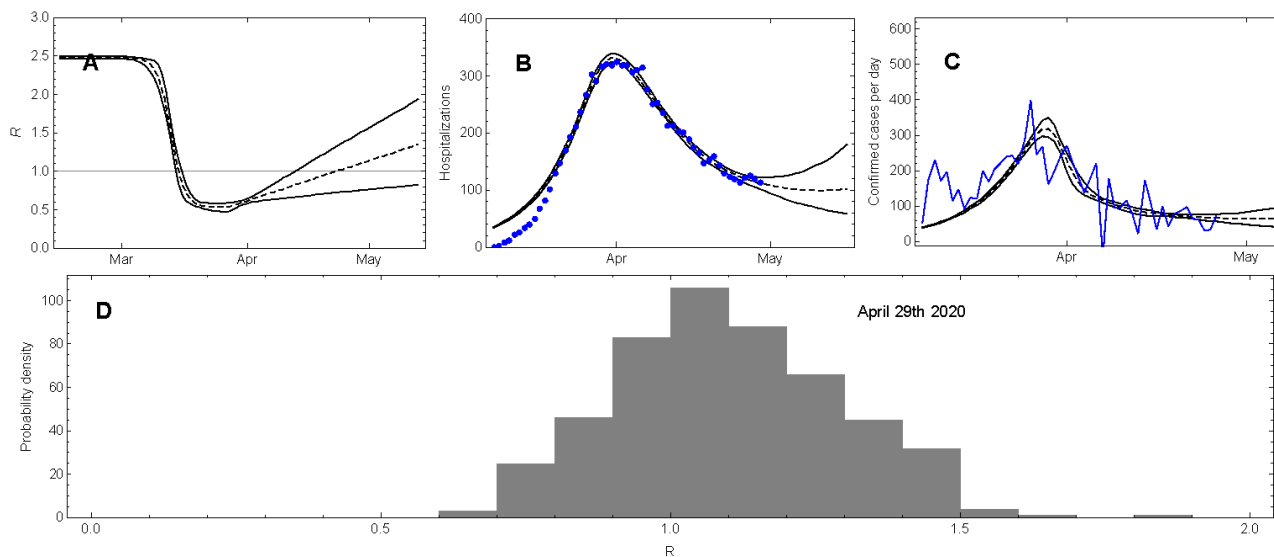 A
R
3.0
2.5
2.0
1.5
1.0
0.5
0.0
Mar
Apr
May
B
Hospitalizations
400
300
200
100
0
Apr
May
C
Confirmed cases per day
600
500
400
300
200
100
0
Apr
May
D
April 29th 2020
Probability density
100
80
60
40
20
0
0.0
0.5
1.0
1.5
2.0
R